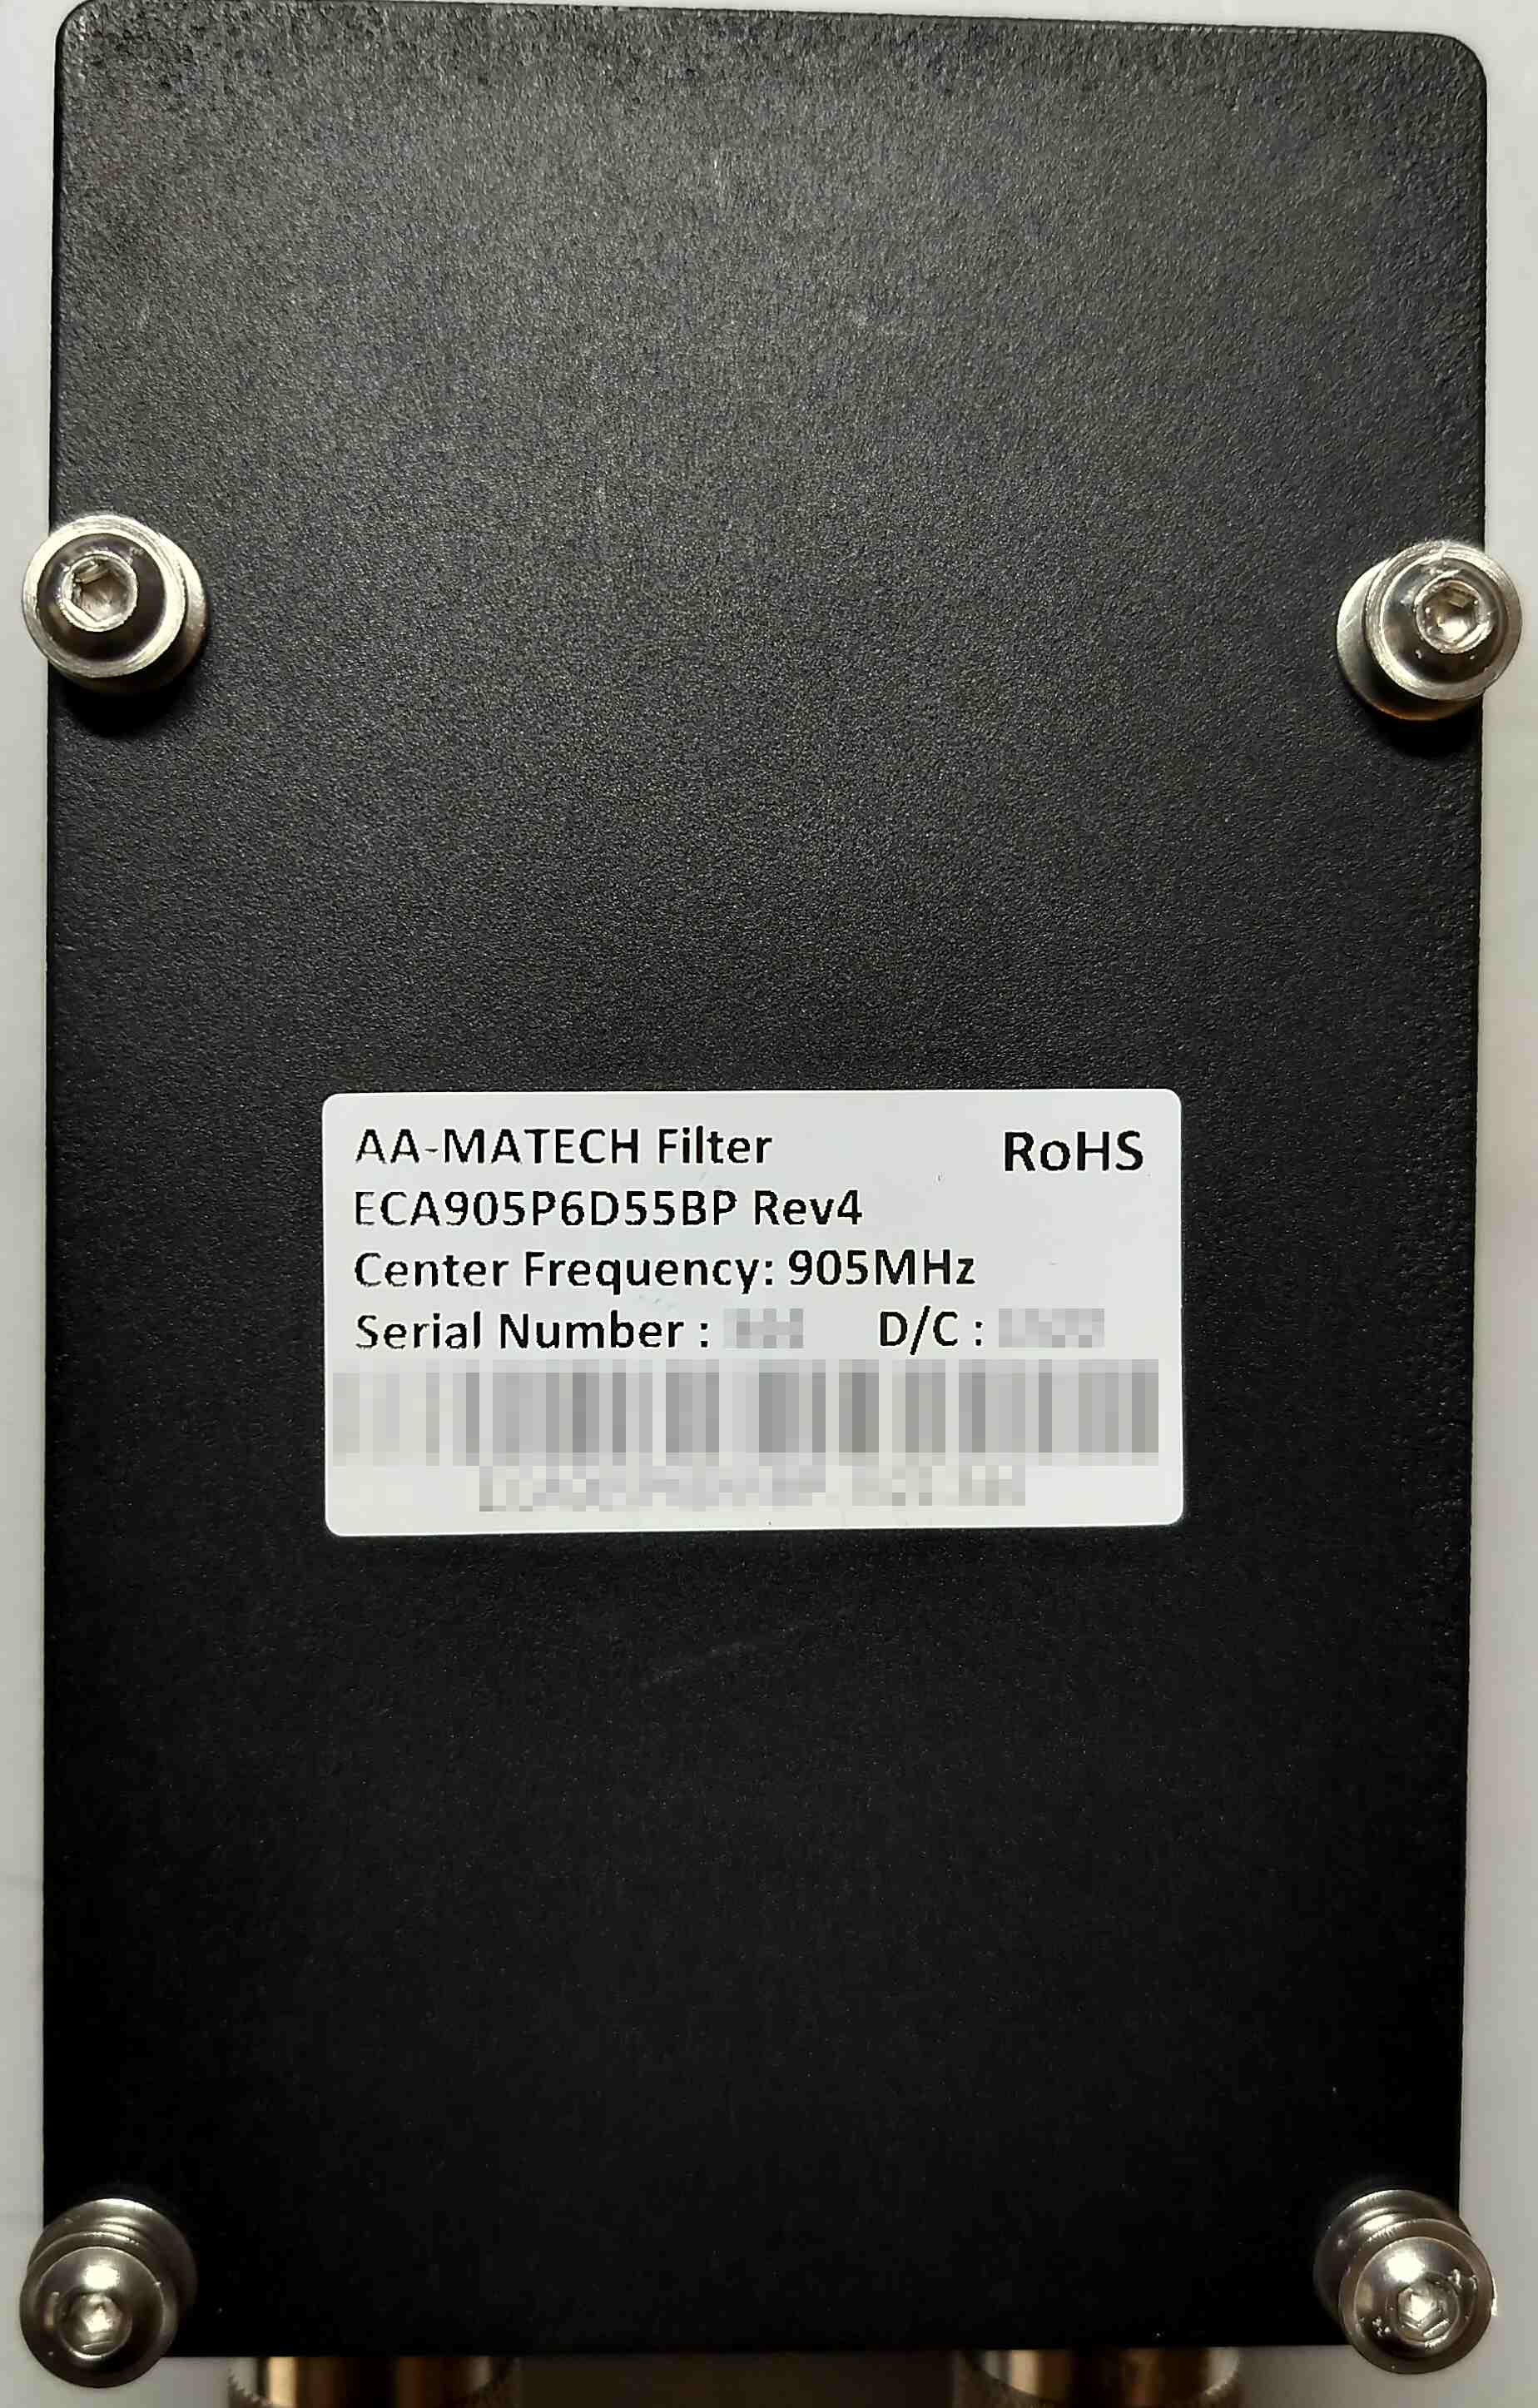 AA-MATECH Filter RoHS
ECA905P6D55BP Rev4
Center Frequency: 905MHz
Serial Number : D/C :